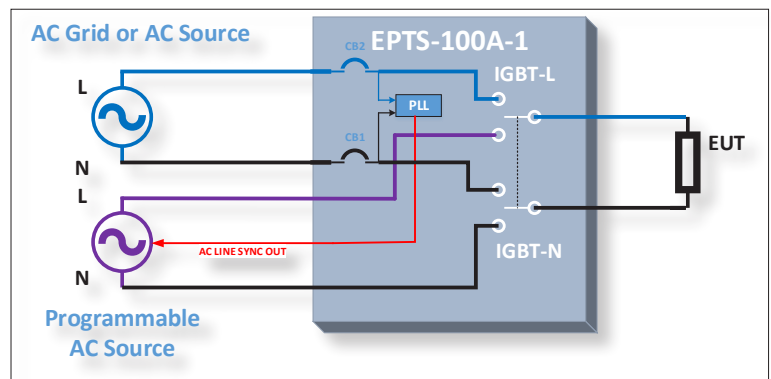 AC Grid or AC Source
EPTS-100A-1
CB2
IGBT-L
L
PLL
CB1
EUT
N
L
AC LINE SYNC OUT
IGBT-N
N
Programmable
AC Source